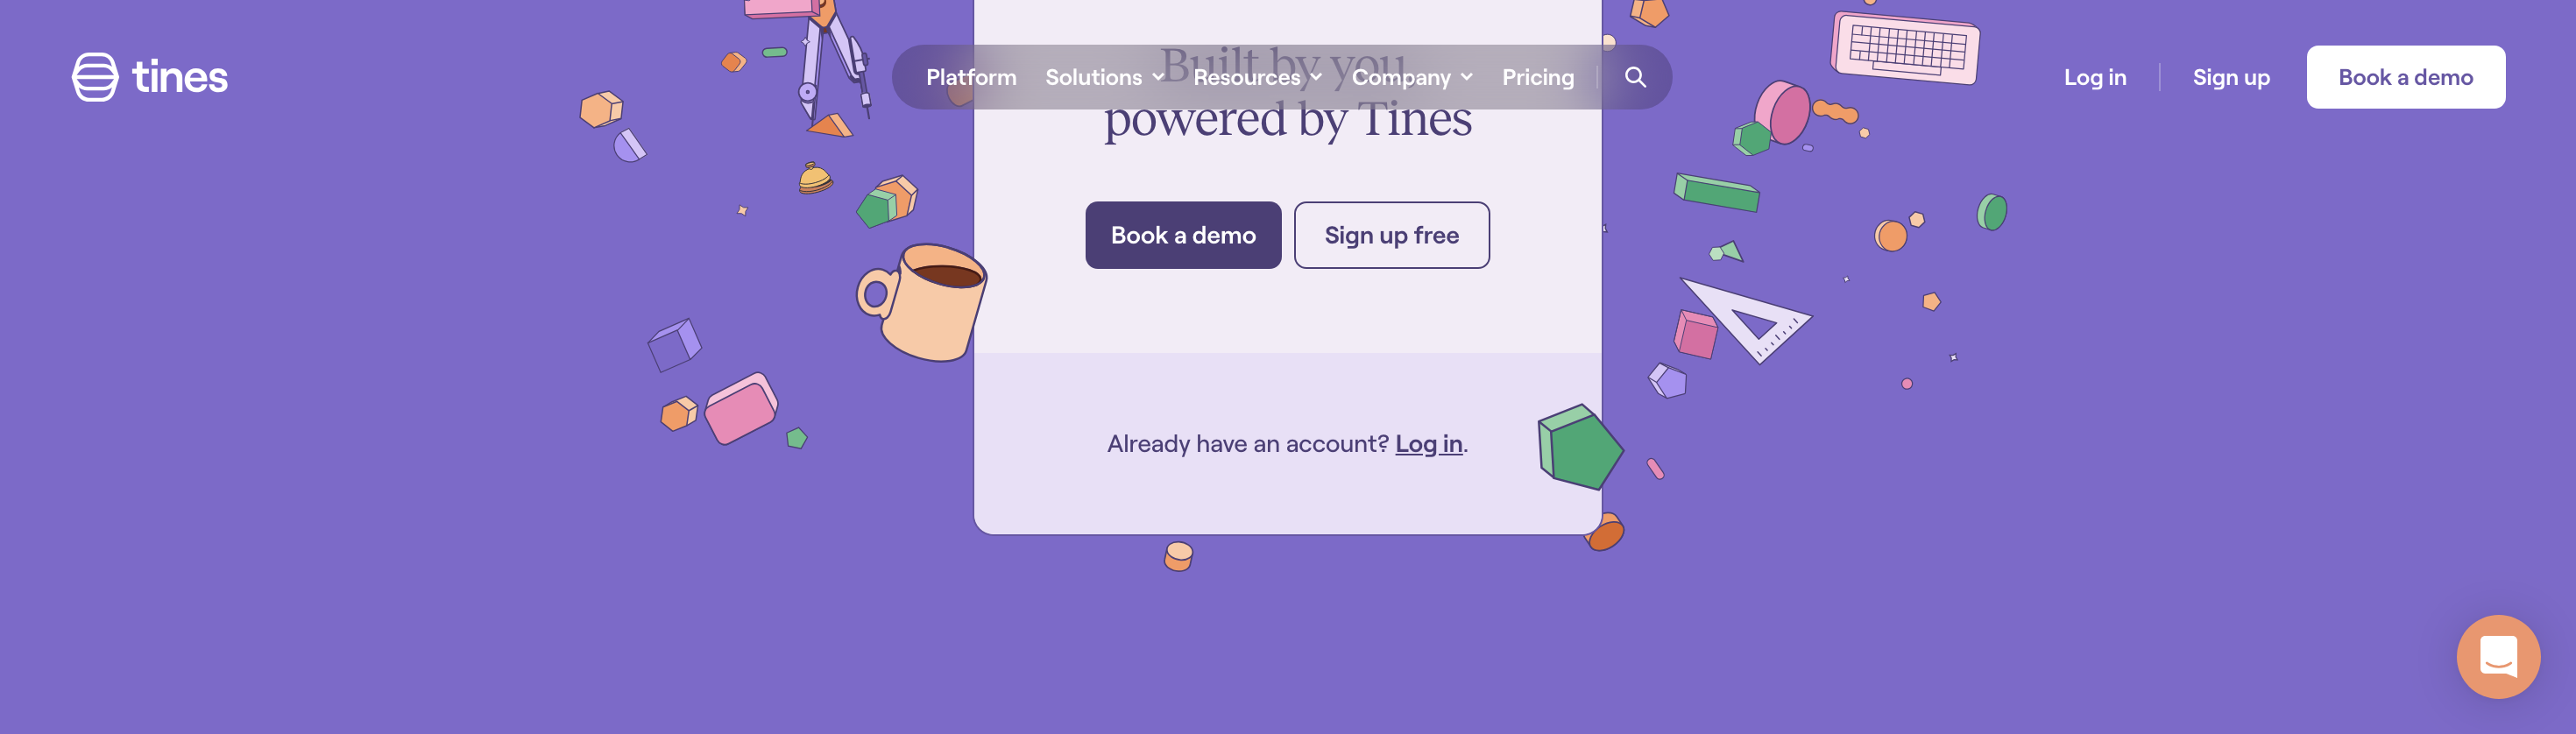 tines
Platform Solutions Resources Company Pricing
Log in Sign up Book a demo
Built by you,
powered by Tines
Book a demo Sign up free
Already have an account? Log in.